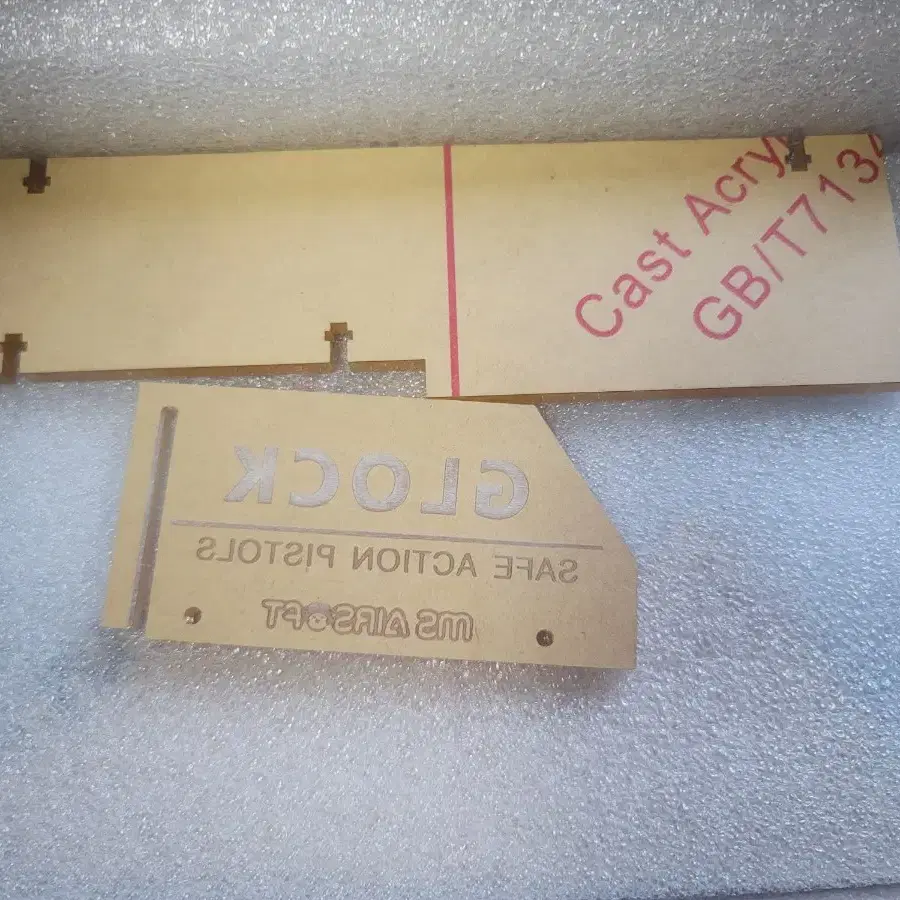 Cast Acry
GB/T713
GLOCK
SAFE ACTION PISTOLS
MS AIRSOFT